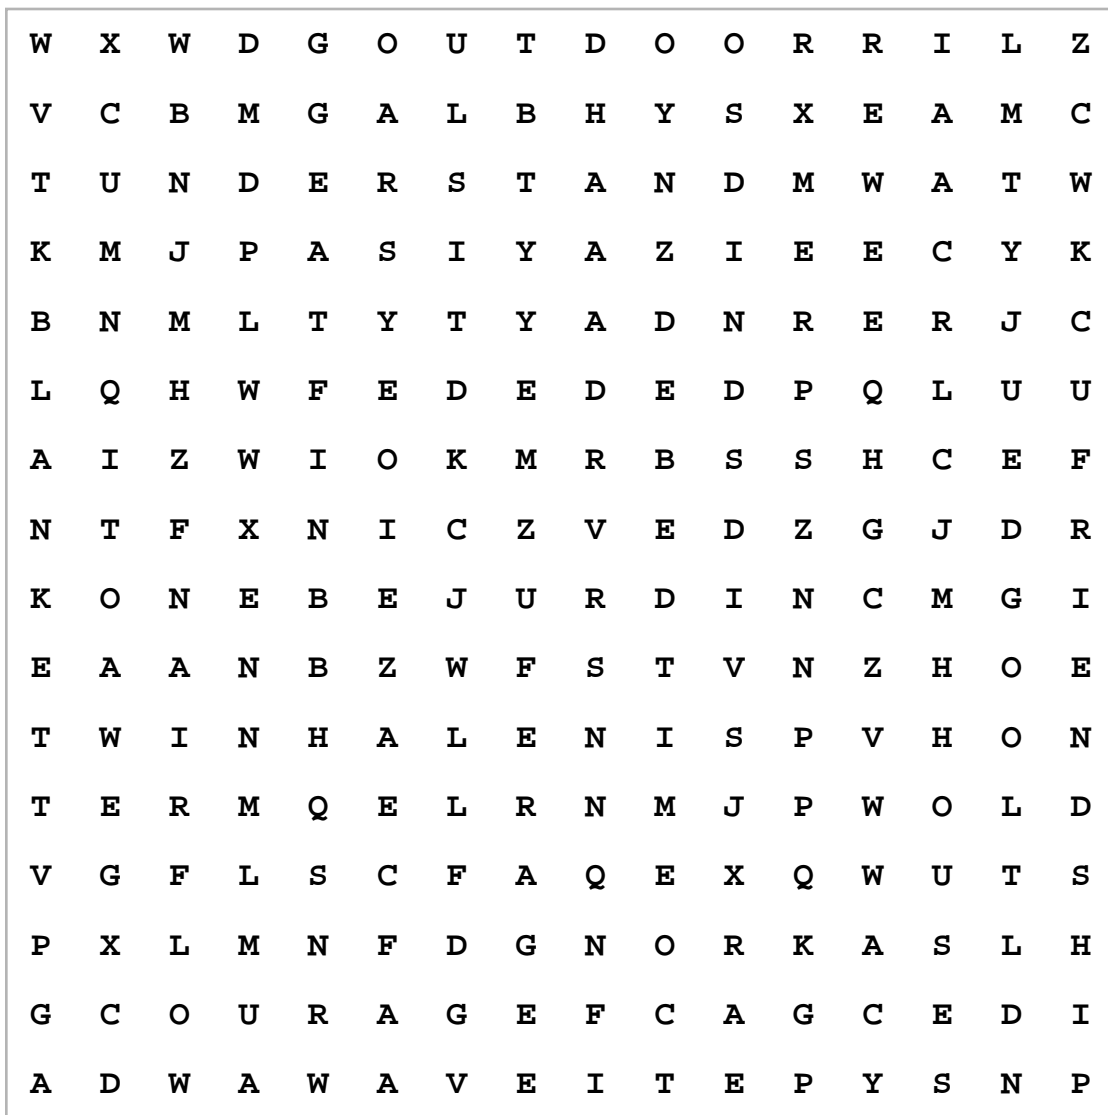 W X W D G O U T D O O R R I L Z
V C B M G A L B H Y S X E A M C
T U N D E R S T A N D M W A T W
K M J P A S I Y A Z I E E C Y K
B N M L T Y T Y A D N R E R J C
L Q H W F E D E D E D P Q L U U
A I Z W I O K M R B S S H C E F
N T F X N I C Z V E D Z G J D R
K O N E B E J U R D I N C M G I
E A A N B Z W F S T V N Z H O E
T W I N H A L E N I S P V H O N
T E R M Q E L R N M J P W O L D
V G F L S C F A Q E X Q W U T S
P X L M N F D G N O R K A S L H
G C O U R A G E F C A G C E D I
A D W A W A V E I T E P Y S N P